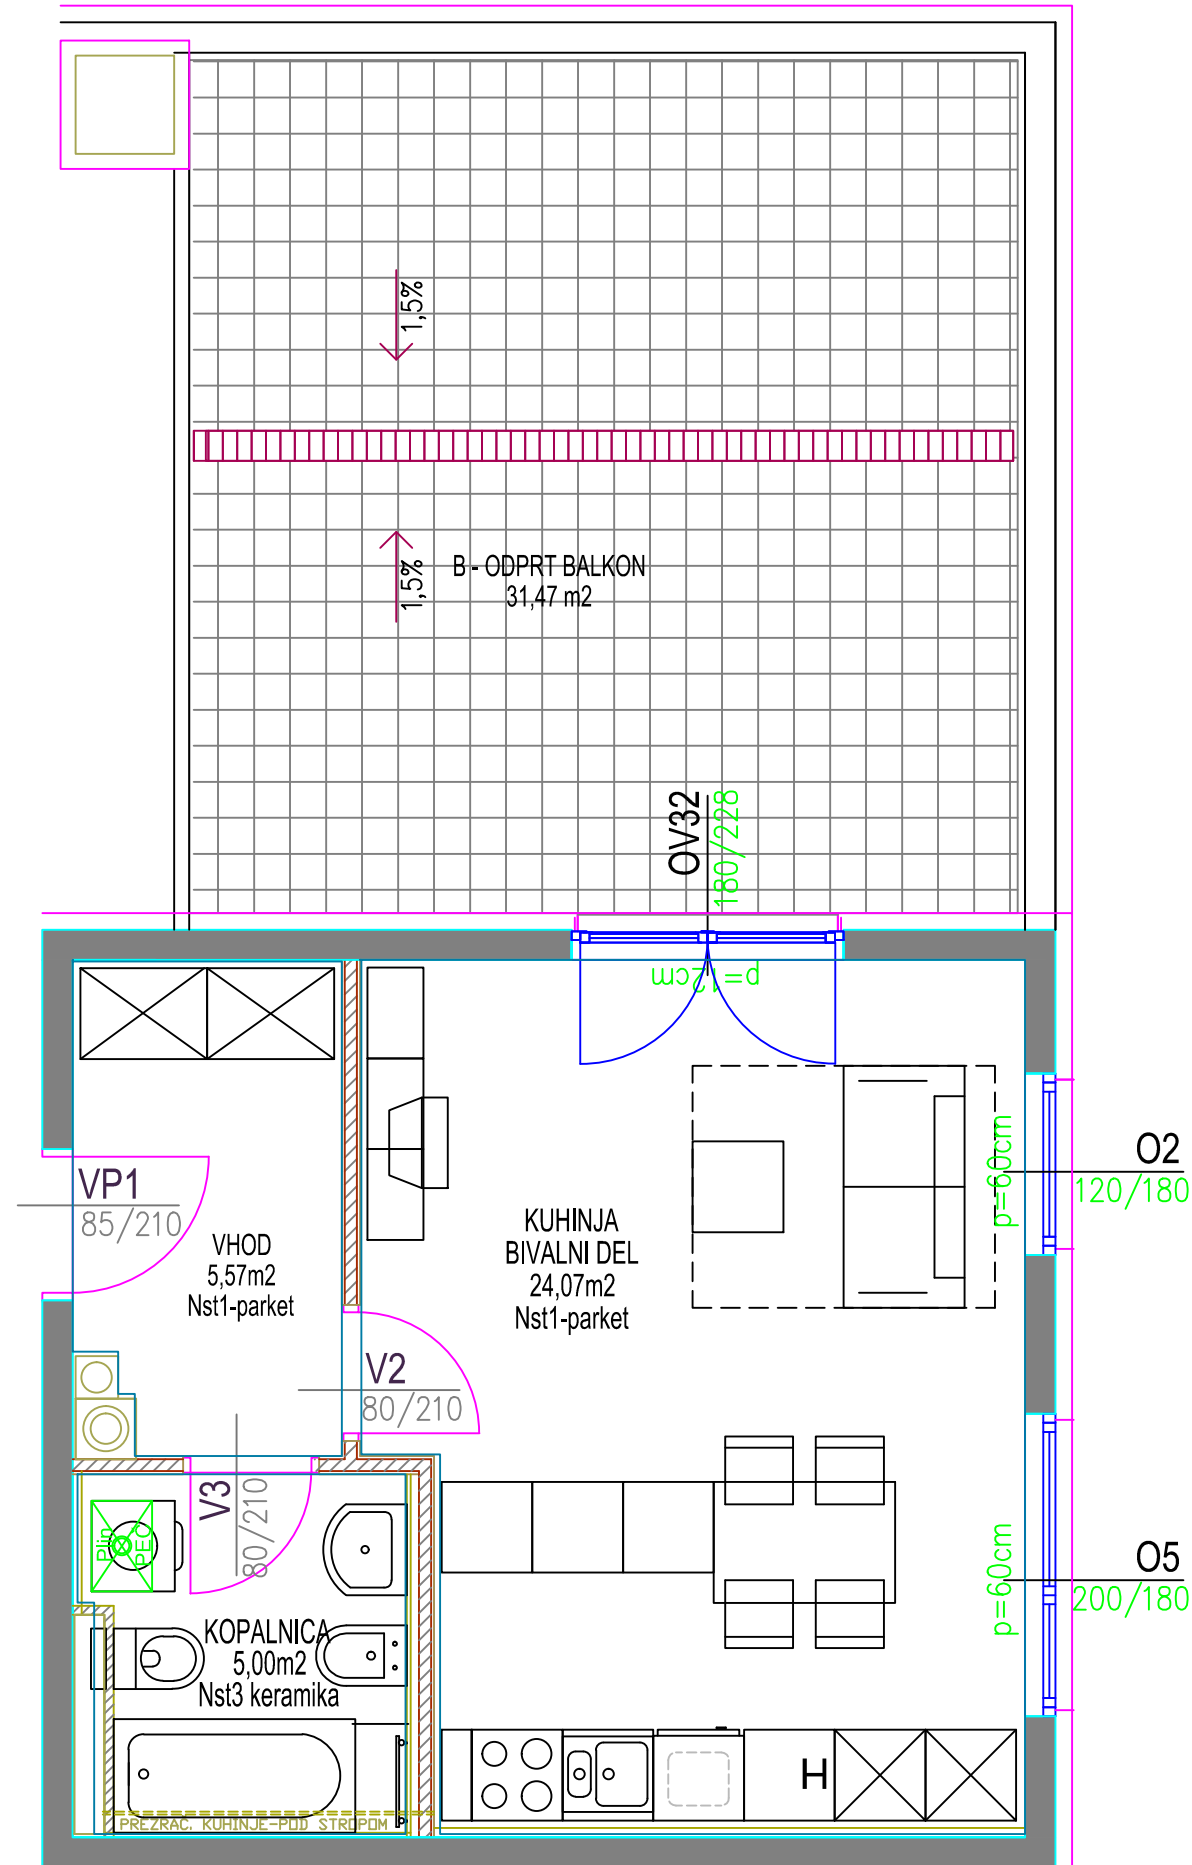 1,5%
1,5%
B - ODPRT BALKON
31,47 m2
OV32
180/228
p=12cm
VP1
85/210
VHOD
5,57m2
Nst1-parket
KUHINJA
BIVALNI DEL
24,07m2
Nst1-parket
p=60cm
O2
120/180
V2
80/210
V3
80/210
Plin
PEČ
p=60cm
O5
200/180
KOPALNICA
5,00m2
Nst3 keramika
H
PREZRAČ. KUHINJE-POD STROPOM